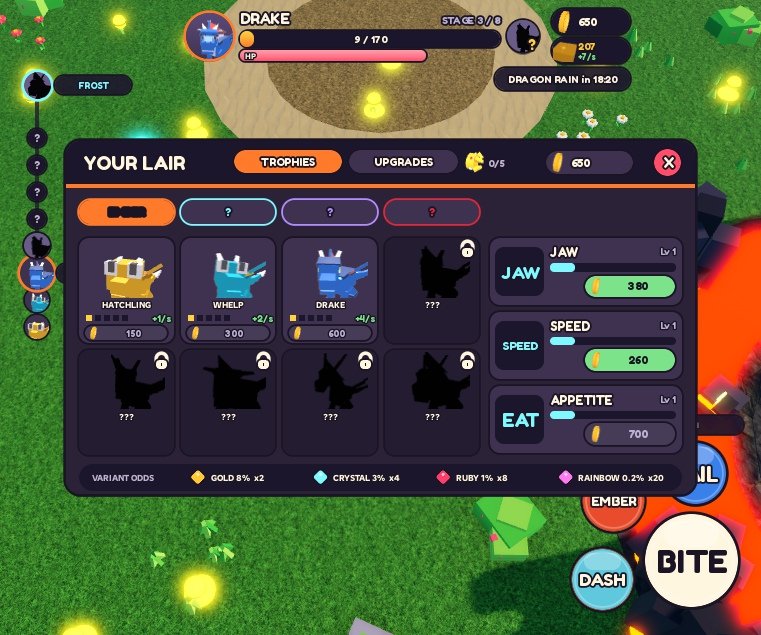 DRAKE
STAGE 3 / 8
9 / 170
HP
?
650
207
+7/s
DRAGON RAIN in 18:20
FROST
?
?
?
?
YOUR LAIR
TROPHIES
UPGRADES
0/5
650
X
?
?
?
HATCHLING
+1/s
150
WHELP
+2/s
300
DRAKE
+4/s
600
???
???
???
???
???
JAW
JAW
Lv 1
380
SPEED
SPEED
Lv 1
260
EAT
APPETITE
Lv 1
700
VARIANT ODDS
GOLD 8% x2
CRYSTAL 3% x4
RUBY 1% x8
RAINBOW 0.2% x20
EMBER
BITE
DASH